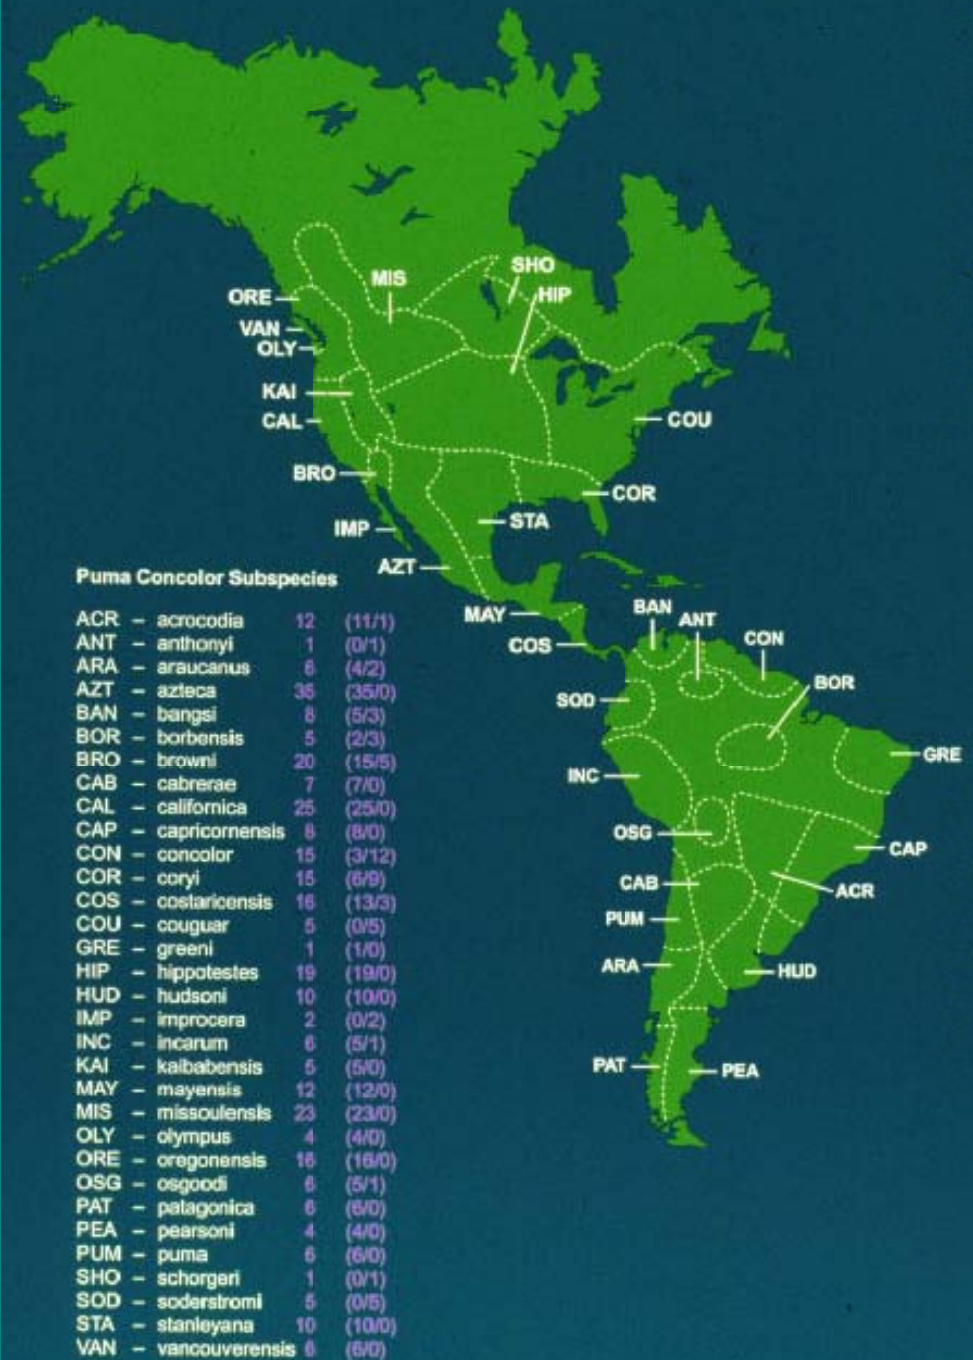 SHO
MIS
HIP
ORE
VAN
OLY
KAI
CAL
COU
BRO
COR
STA
IMP
AZT
MAY
COS
BAN
ANT
CON
BOR
SOD
GRE
INC
OSG
CAP
CAB
ACR
PUM
ARA
HUD
PAT
PEA
Puma Concolor Subspecies
ACR – acrocodia 12 (11/1)
ANT – anthonyi 1 (0/1)
ARA – araucanus 6 (4/2)
AZT – azteca 35 (35/0)
BAN – bangsi 8 (5/3)
BOR – borbensis 5 (2/3)
BRO – browni 20 (15/5)
CAB – cabrerae 7 (7/0)
CAL – californica 25 (25/0)
CAP – capricornensis 8 (8/0)
CON – concolor 15 (3/12)
COR – coryi 15 (6/9)
COS – costaricensis 16 (13/3)
COU – couguar 5 (0/5)
GRE – greeni 1 (1/0)
HIP – hippotestes 19 (19/0)
HUD – hudsoni 10 (10/0)
IMP – improcera 2 (0/2)
INC – incarum 6 (5/1)
KAI – kaibabensis 5 (5/0)
MAY – mayensis 12 (12/0)
MIS – missoulensis 23 (23/0)
OLY – olympus 4 (4/0)
ORE – oregonensis 16 (16/0)
OSG – osgoodi 6 (5/1)
PAT – patagonica 6 (6/0)
PEA – pearsoni 4 (4/0)
PUM – puma 6 (6/0)
SHO – schorgeri 1 (0/1)
SOD – soderstromi 5 (0/5)
STA – stanleyana 10 (10/0)
VAN – vancouverensis 6 (6/0)